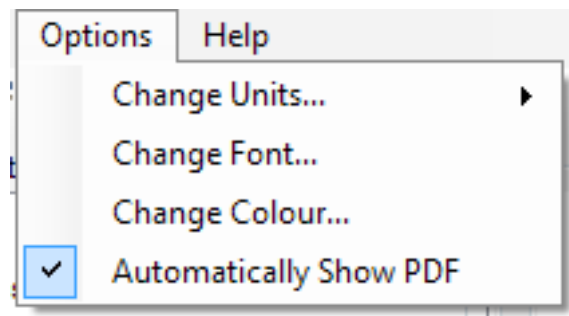 Options Help
Change Units...
Change Font...
Change Colour...
Automatically Show PDF